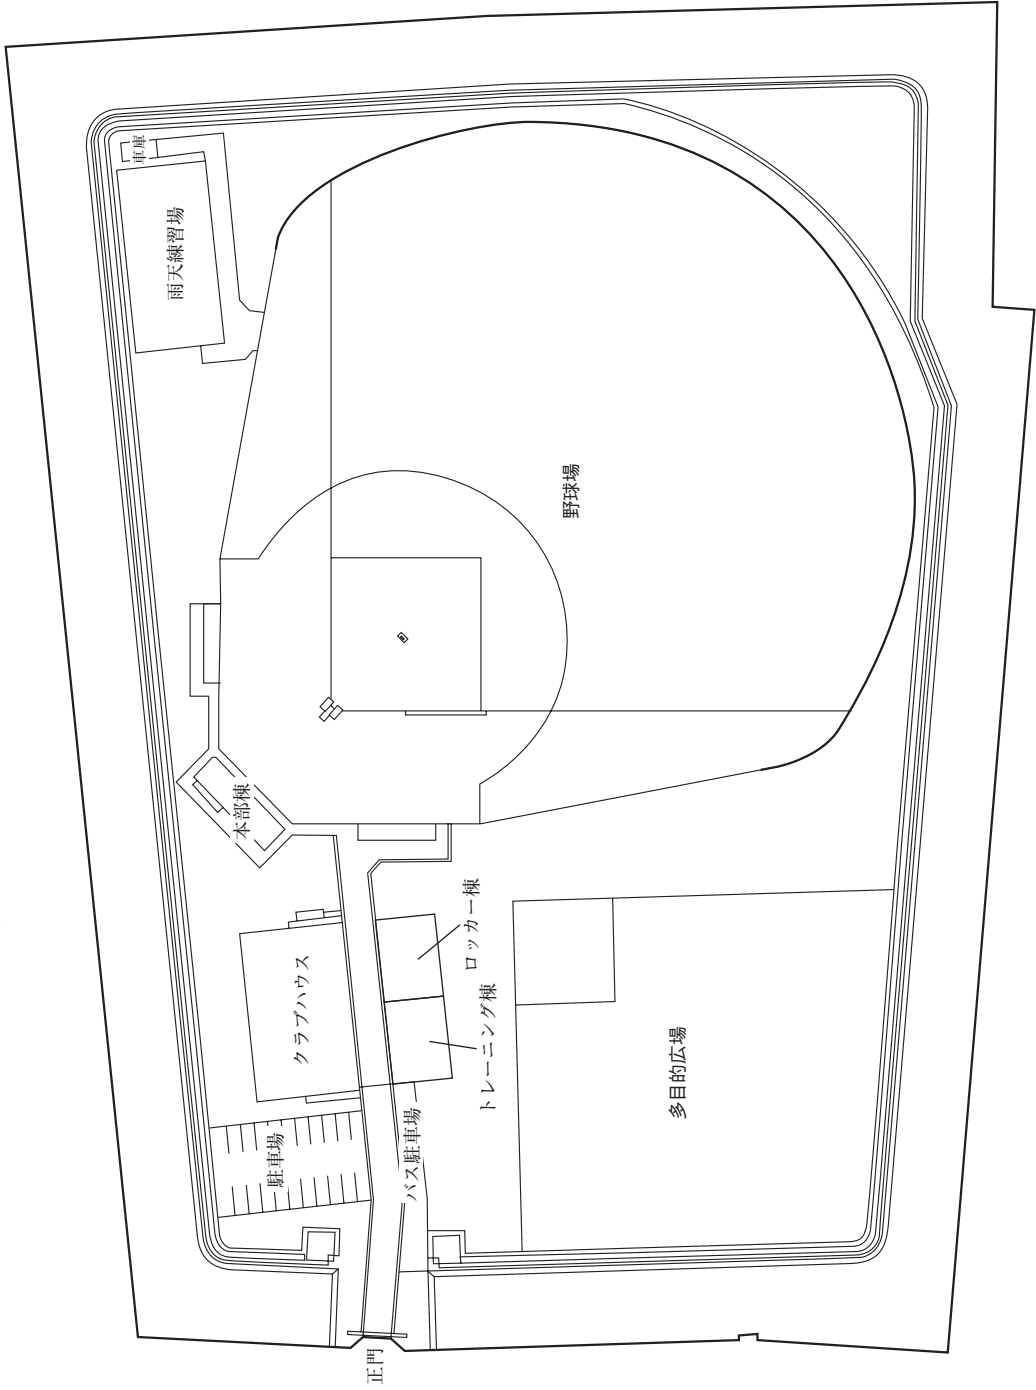 車庫
雨天練習場
野球場
本部棟
ロッカー棟
クラブハウス
トレーニング棟
多目的広場
駐車場
バス駐車場
正門